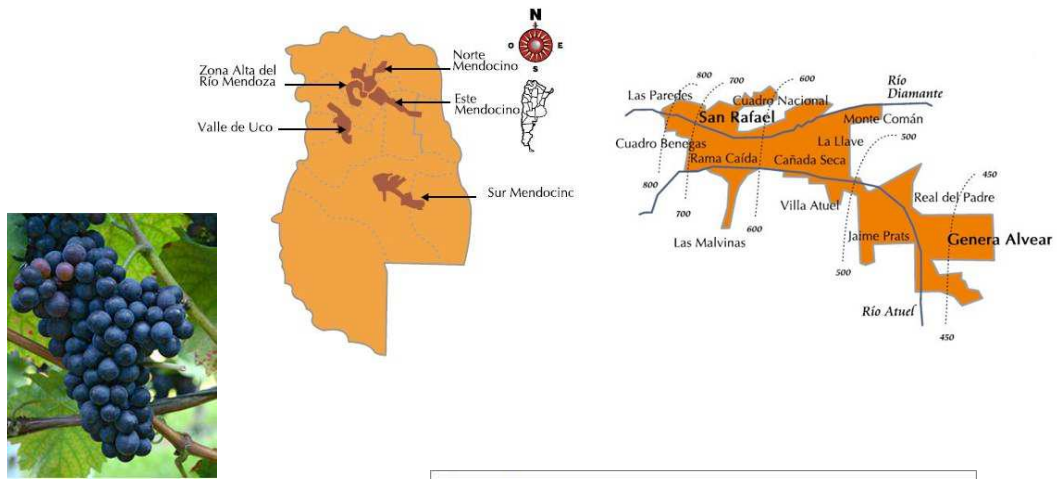 N
O
E
S
Norte
Mendocino
Zona Alta del
Río Mendoza
Este
Mendocino
Valle de Uco
Sur Mendocinc
800
700
600
Río
Diamante
Las Paredes
Cuadro Nacional
San Rafael
Monte Comán
Cuadro Benegas
La Llave
500
Rama Caída
Cañada Seca
450
800
700
Villa Atuel
Real del Padre
600
Las Malvinas
Jaime Prats
Genera Alvear
500
Río Atuel
450